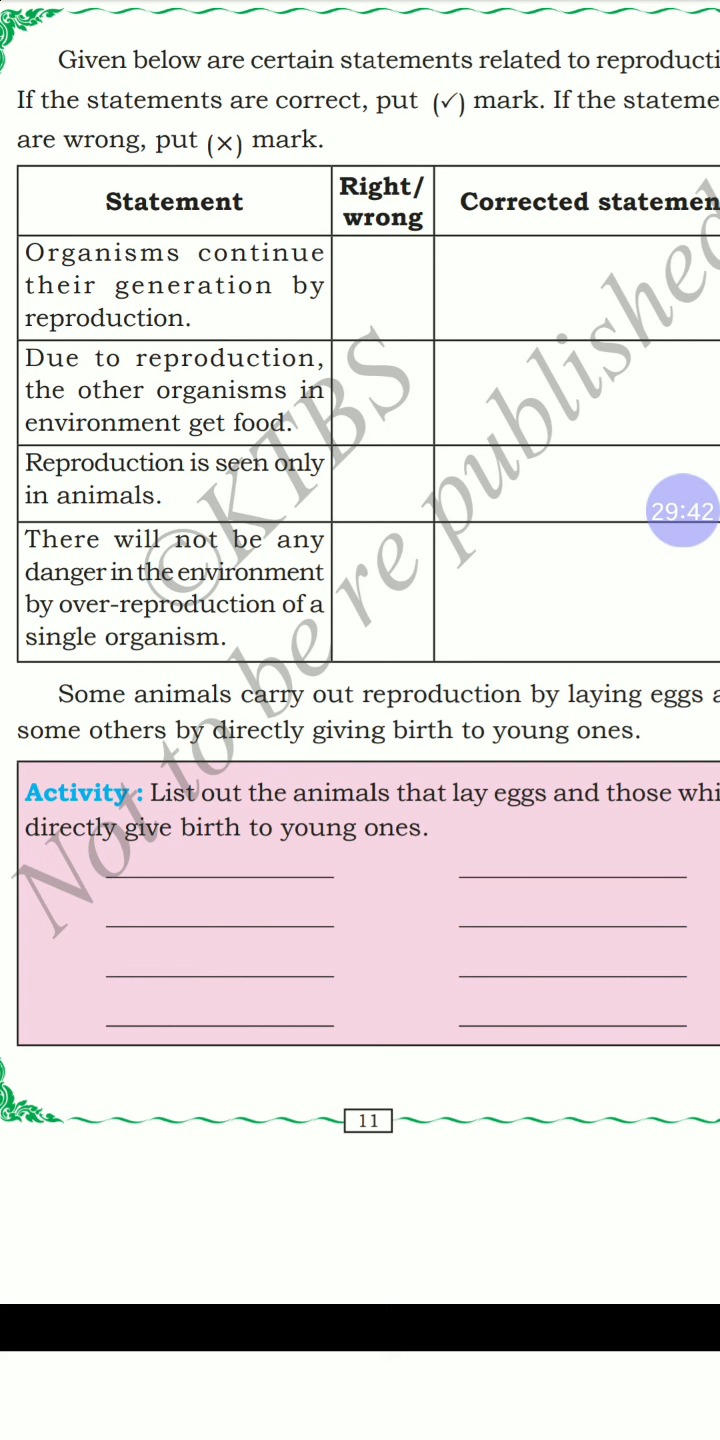 Given below are certain statements related to reproducti
If the statements are correct, put (✓) mark. If the stateme
are wrong, put (×) mark.
Statement
Right/
wrong
Corrected statemen
Organisms continue
their generation by
reproduction.
Due to reproduction,
the other organisms in
environment get food.
Reproduction is seen only
in animals.
There will not be any
danger in the environment
by over-reproduction of a
single organism.
29:42
©KTBS
Not to be republished
Some animals carry out reproduction by laying eggs a
some others by directly giving birth to young ones.
Activity : List out the animals that lay eggs and those whi
directly give birth to young ones.
11